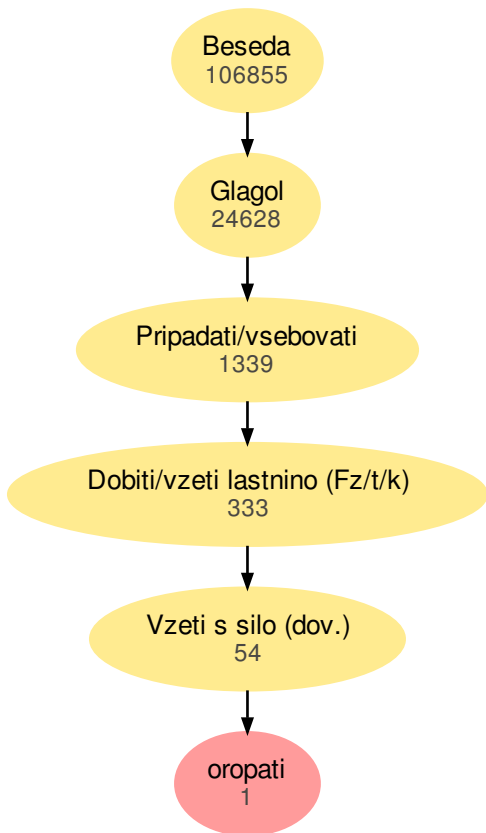 Beseda
106855
Glagol
24628
Pripadati/vsebovati
1339
Dobiti/vzeti lastnino (Fz/t/k)
333
Vzeti s silo (dov.)
54
oropati
1